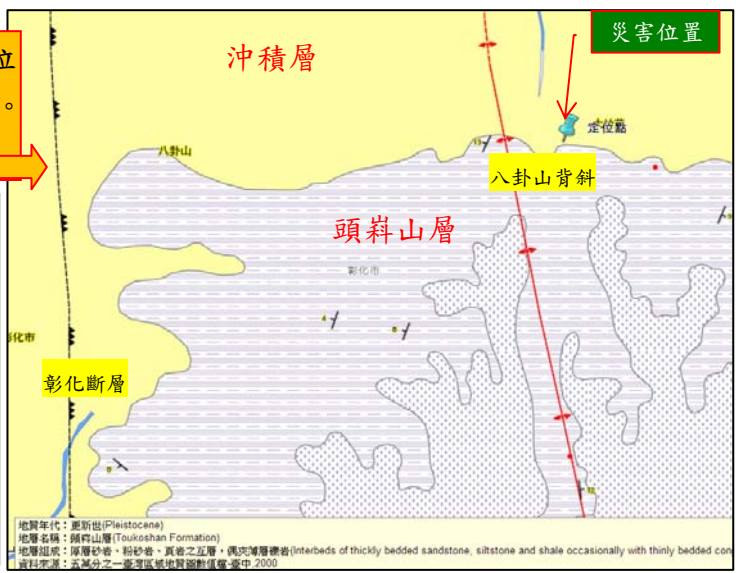 位
。
災害位置
沖積層
定位點
八卦山
13
八卦山背斜
頭嵙山層
彰化市
4
8
彰化市
彰化斷層
12
地質年代：更新世(Pleistocene)
地層名稱：頭嵙山層(Toukoshan Formation)
地層組成：厚層砂岩、粉砂岩、頁岩之互層，偶夾薄層礫岩(Interbeds of thickly bedded sandstone, siltstone and shale occasionally with thinly bedded con
資料來源：五萬分之一臺灣區域地質圖數值檔-臺中,2000